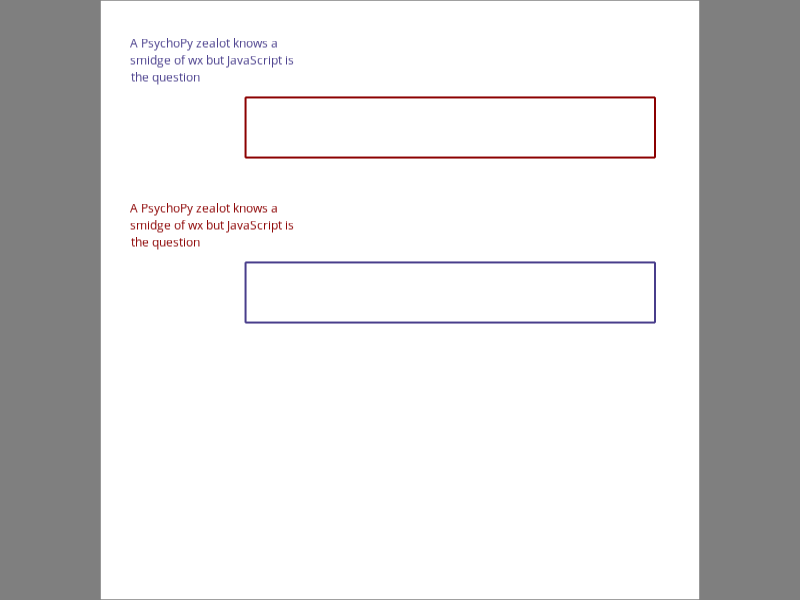 A PsychoPy zealot knows a
smidge of wx but JavaScript is
the question
A PsychoPy zealot knows a
smidge of wx but JavaScript is
the question